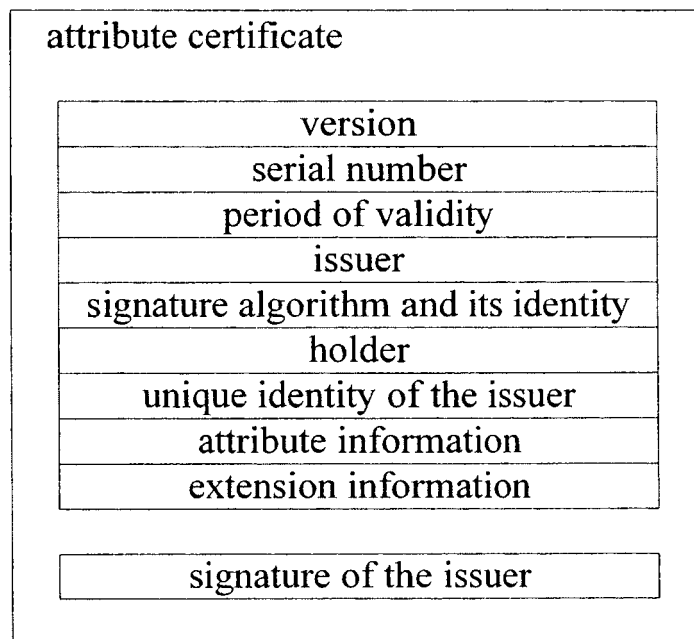 attribute certificate
version
serial number
period of validity
issuer
signature algorithm and its identity
holder
unique identity of the issuer
attribute information
extension information
signature of the issuer